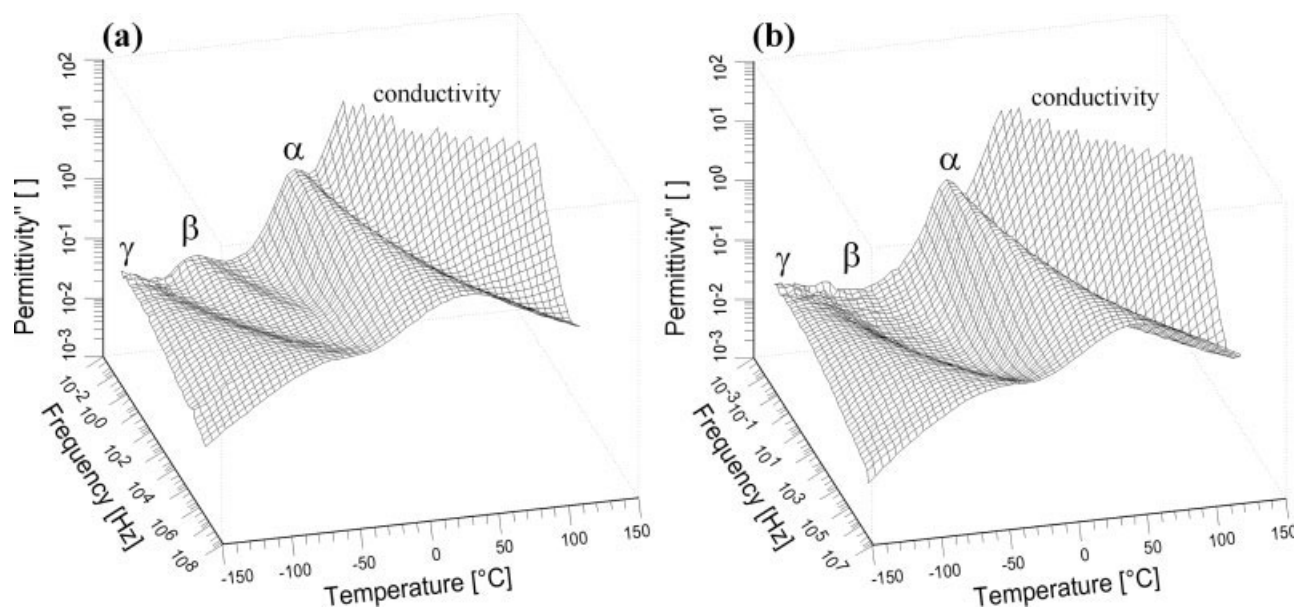 (a)
conductivity
α
β
γ
Permittivity'' [ ]
10²
10¹
10⁰
10⁻¹
10⁻²
10⁻³
Frequency [Hz]
10⁻²
10⁰
10²
10⁴
10⁶
10⁸
-150
-100
-50
0
50
100
150
Temperature [°C]
(b)
conductivity
α
β
γ
Permittivity'' [ ]
10²
10¹
10⁰
10⁻¹
10⁻²
10⁻³
Frequency [Hz]
10⁻³
10⁻¹
10¹
10³
10⁵
10⁷
-150
-100
-50
0
50
100
150
Temperature [°C]